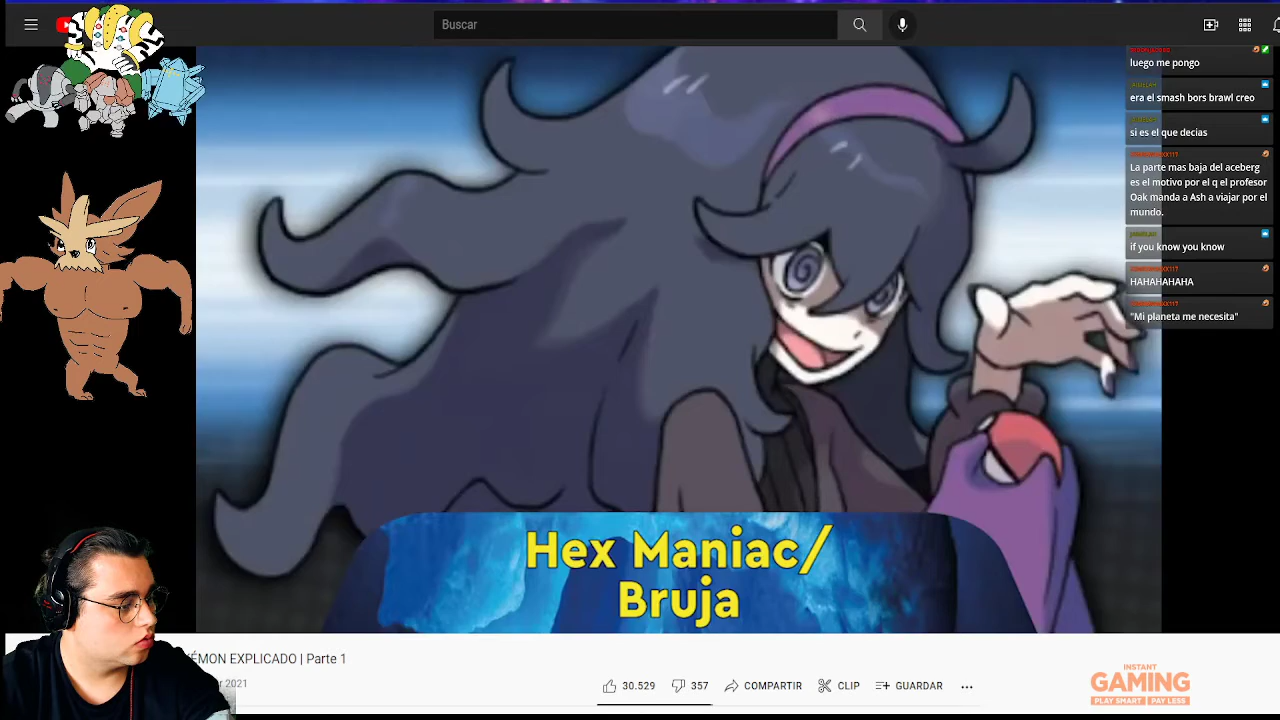 Buscar
luego me pongo
era el smash bors brawl creo
si es el que decías
La parte mas baja del aceberg
es el motivo por el q el profesor
Oak manda a Ash a viajar por el
mundo.
if you know you know
HAHAHAHAHA
"Mi planeta me necesita"
Hex Maniac/
Bruja
ÉMON EXPLICADO | Parte 1
2021
30.529
357
COMPARTIR
CLIP
GUARDAR
INSTANT
GAMING
PLAY SMART | PAY LESS